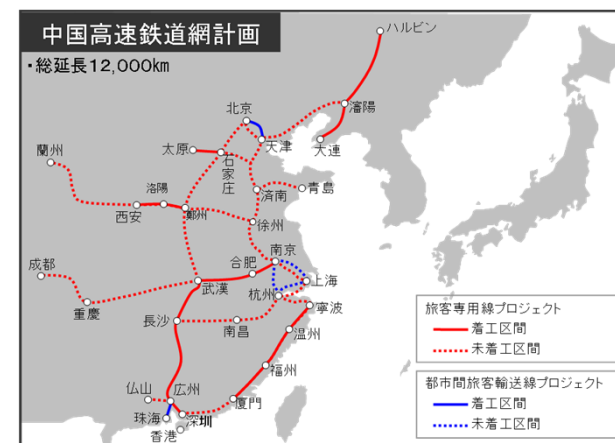 中国高速鉄道網計画
・総延長12,000km
ハルビン
北京
瀋陽
大連
天津
太原
石家庄
蘭州
済南
青島
洛陽
西安
鄭州
徐州
成都
合肥
南京
上海
武漢
杭州
寧波
重慶
長沙
南昌
温州
福州
仏山
広州
厦門
珠海
深圳
香港
旅客専用線プロジェクト
着工区間
未着工区間
都市間旅客輸送線プロジェクト
着工区間
未着工区間